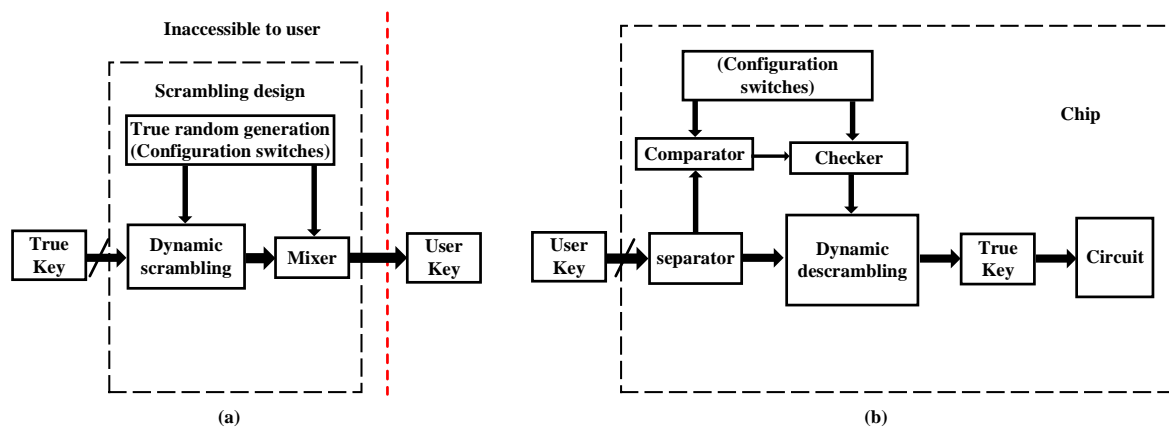 Inaccessible to user
Scrambling design
True random generation
(Configuration switches)
True
Key
Dynamic
scrambling
Mixer
User
Key
(a)
(Configuration
switches)
Chip
Comparator
Checker
User
Key
separator
Dynamic
descrambling
True
Key
Circuit
(b)